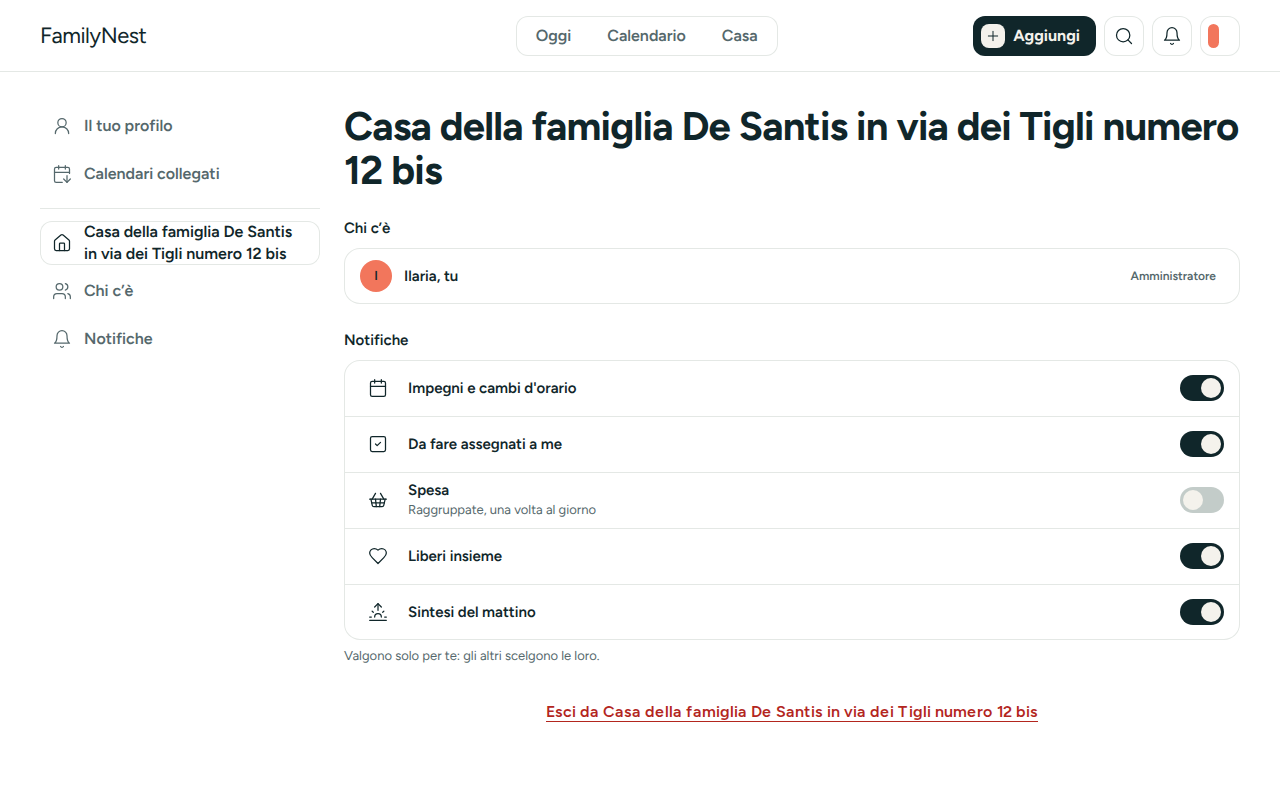 FamilyNest
Oggi
Calendario
Casa
Aggiungi
Il tuo profilo
Calendari collegati
Casa della famiglia De Santis
in via dei Tigli numero 12 bis
Chi c’è
Notifiche
Casa della famiglia De Santis in via dei Tigli numero
12 bis
Chi c’è
I
Ilaria, tu
Amministratore
Notifiche
Impegni e cambi d'orario
Da fare assegnati a me
Spesa
Raggruppate, una volta al giorno
Liberi insieme
Sintesi del mattino
Valgono solo per te: gli altri scelgono le loro.
Esci da Casa della famiglia De Santis in via dei Tigli numero 12 bis